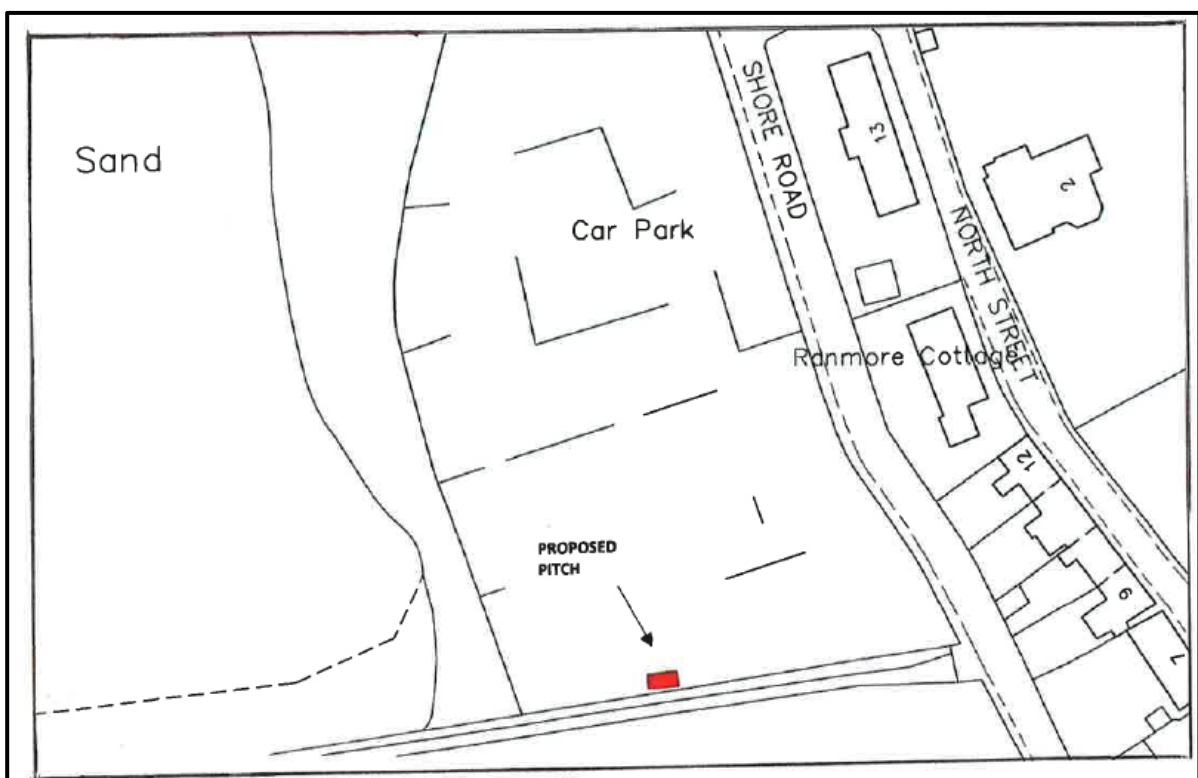 Sand
SHORE ROAD
13
2
Car Park
NORTH STREET
Ranmore Cottage
12
PROPOSED
PITCH
9
7